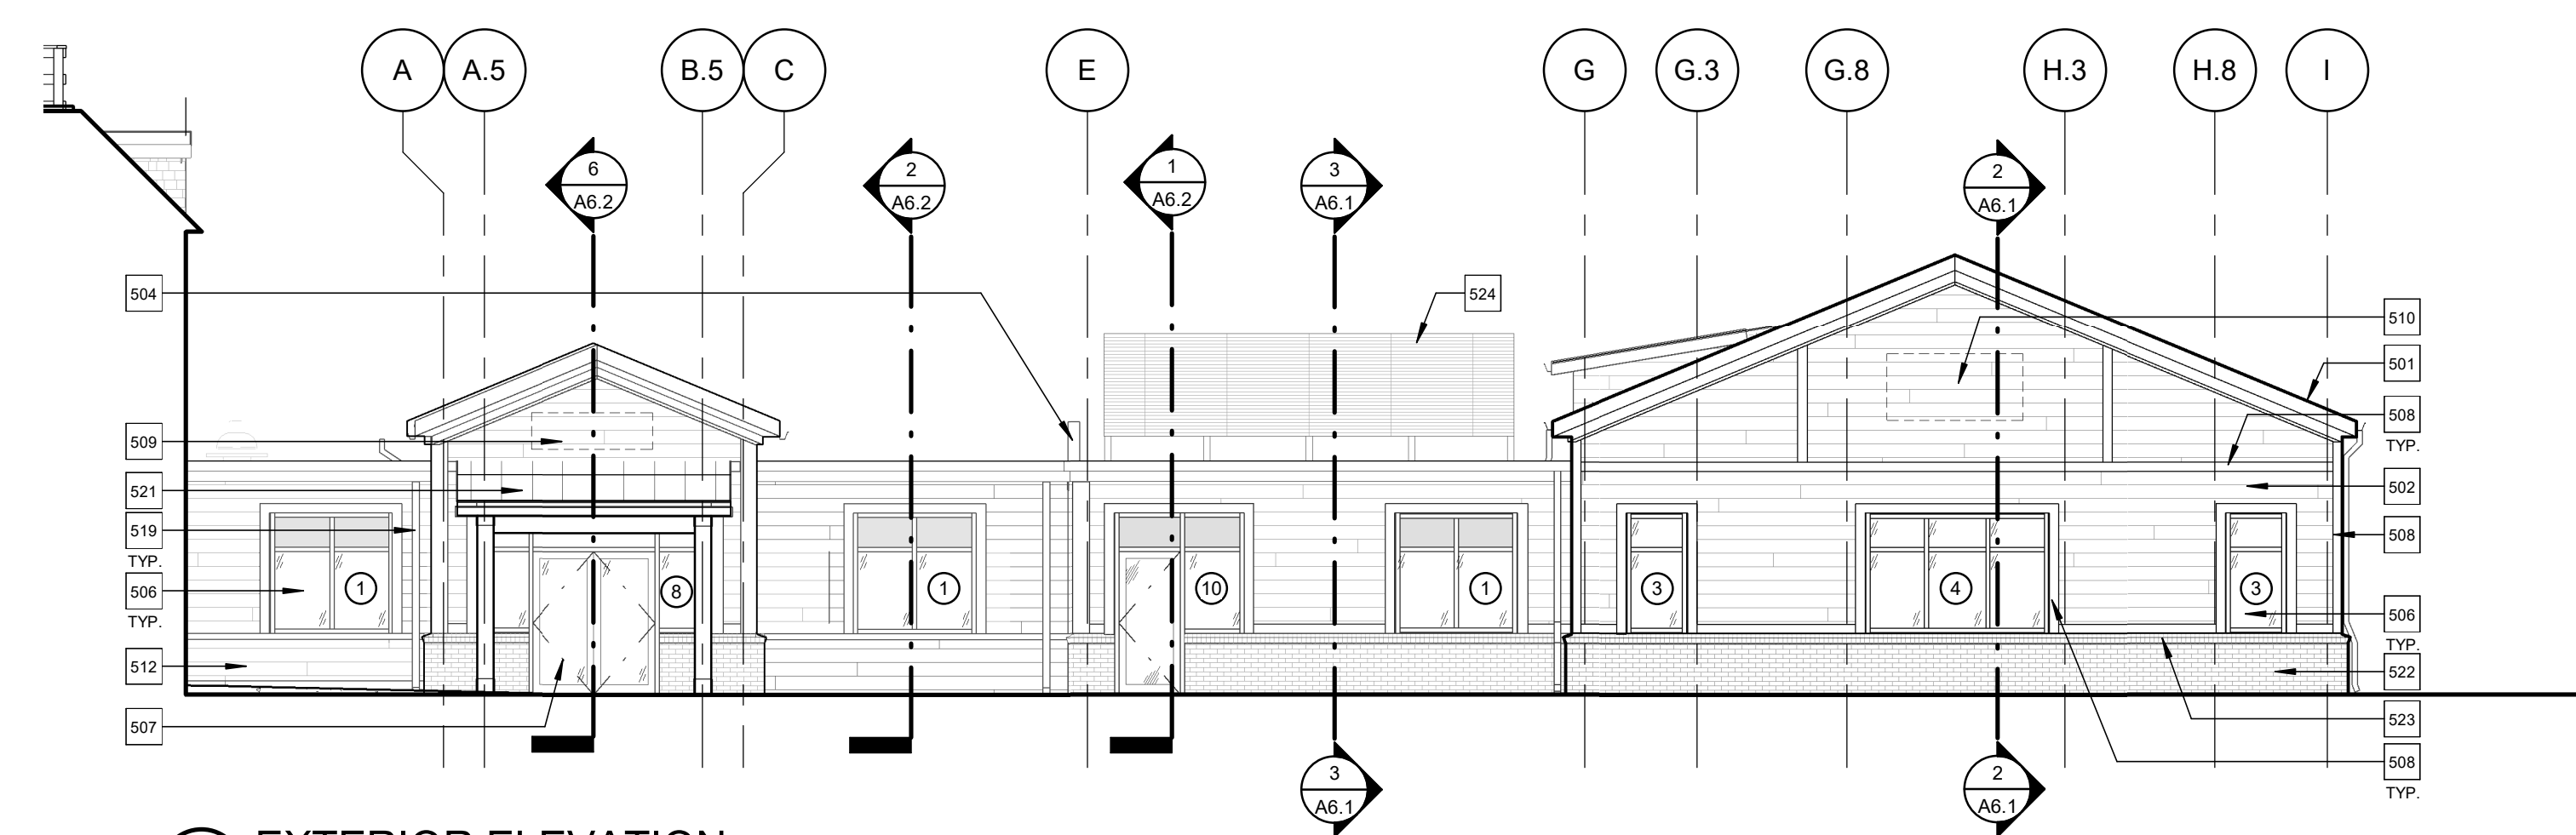 A A.5 B.5 C E G G.3 G.8 H.3 H.8 I
6 2 1 3 2
A6.2 A6.2 A6.2 A6.1 A6.1
504 524
510
501
508
TYP.
509
521 502
519 508
TYP.
506 1 8 1 10 1 3 4 3 506
TYP. TYP.
512 522
507 523
508
TYP.
3 2
A6.1 A6.1
EXTERIOR ELEVATION